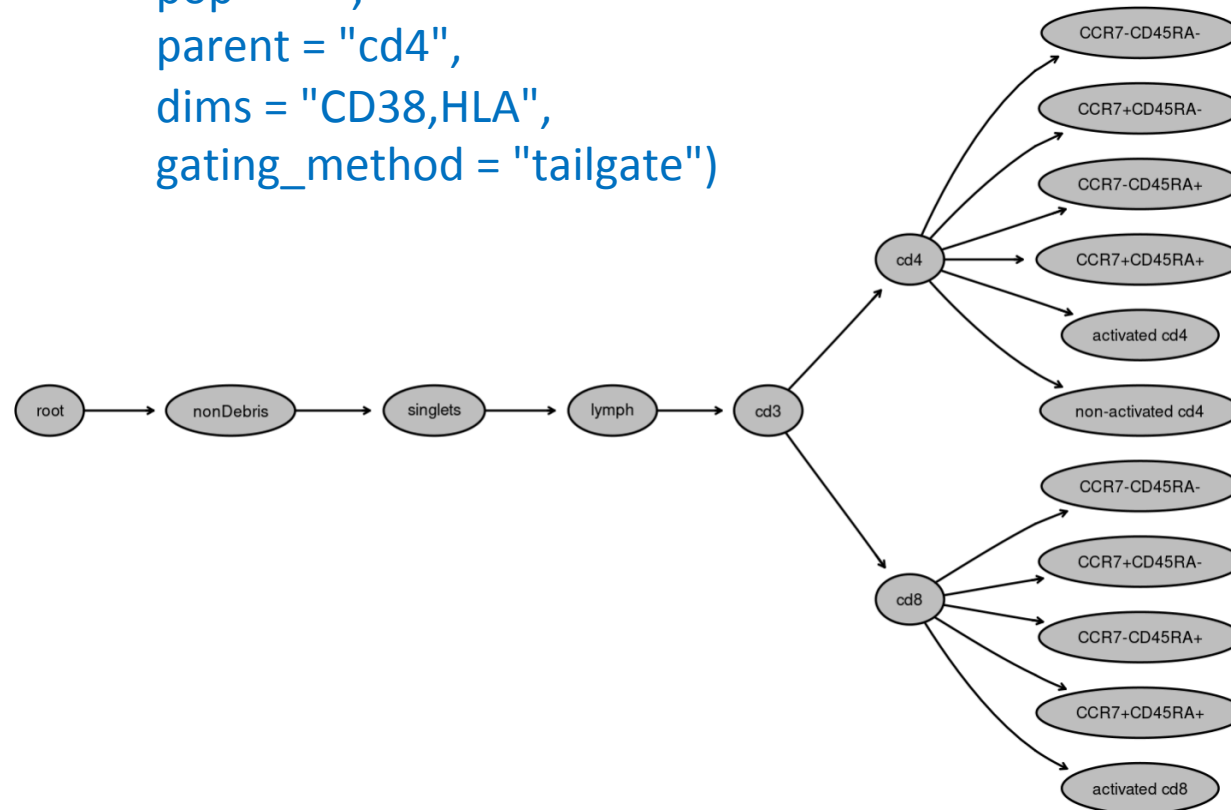 parent = "cd4",
dims = "CD38,HLA",
gating_method = "tailgate")
root
nonDebris
singlets
lymph
cd3
cd4
cd8
CCR7-CD45RA-
CCR7+CD45RA-
CCR7-CD45RA+
CCR7+CD45RA+
activated cd4
non-activated cd4
CCR7-CD45RA-
CCR7+CD45RA-
CCR7-CD45RA+
CCR7+CD45RA+
activated cd8